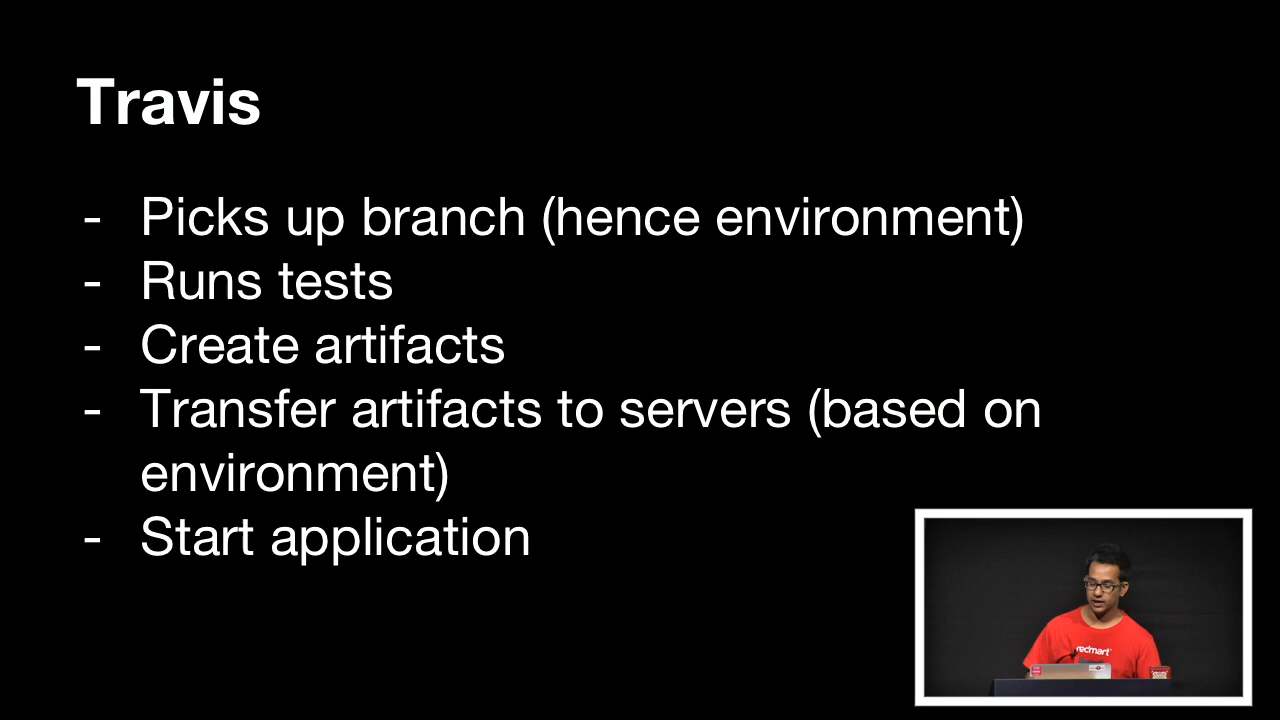 Travis
- Picks up branch (hence environment)
- Runs tests
- Create artifacts
- Transfer artifacts to servers (based on
environment)
- Start application
redmart